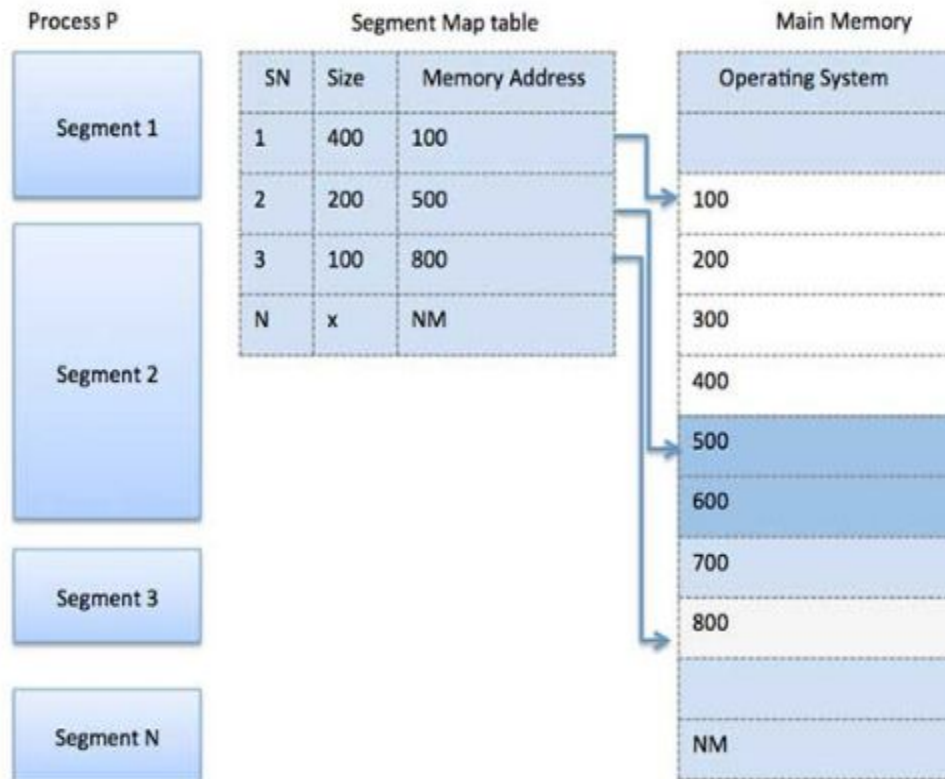 Process P
Segment 1
Segment 2
Segment 3
Segment N
Segment Map table
SN Size Memory Address
1 400 100
2 200 500
3 100 800
N x NM
Main Memory
Operating System
100
200
300
400
500
600
700
800
NM